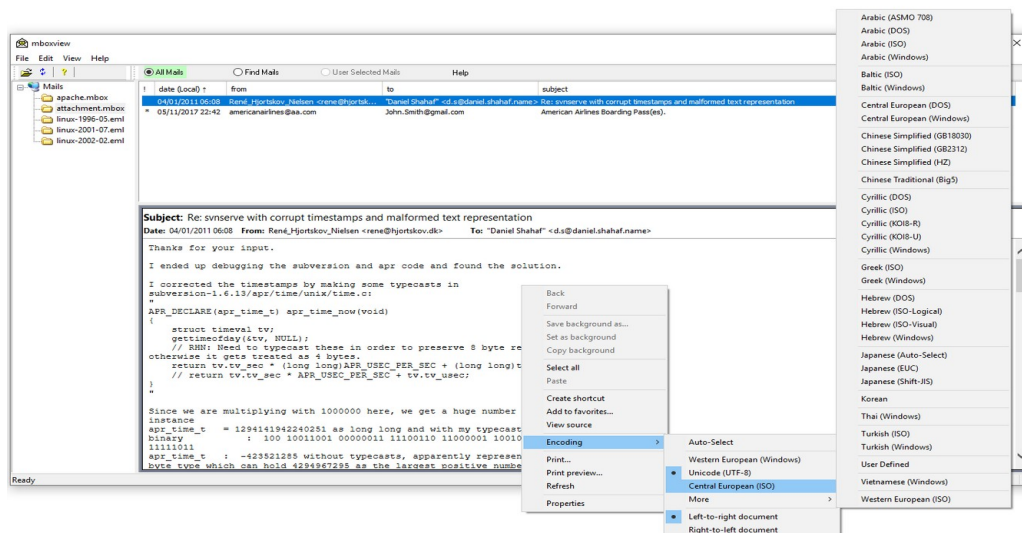 mboxview
File Edit View Help
All Mails Find Mails User Selected Mails Help
Mails
apache.mbox
attachment.mbox
linux-1996-05.eml
linux-2001-07.eml
linux-2002-02.eml
! date (Local) ↑ from to subject
04/01/2011 06:08 René_Hjortskov_Nielsen <rene@hjortsk... "Daniel Shahaf" <d.s@daniel.shahaf.name> Re: svnserve with corrupt timestamps and malformed text representation
* 05/11/2017 22:42 americanairlines@aa.com John.Smith@gmail.com American Airlines Boarding Pass(es).
Subject: Re: svnserve with corrupt timestamps and malformed text representation
Date: 04/01/2011 06:08 From: René_Hjortskov_Nielsen <rene@hjortskov.dk> To: "Daniel Shahaf" <d.s@daniel.shahaf.name>
Thanks for your input.
I ended up debugging the subversion and apr code and found the solution.
I corrected the timestamps by making some typecasts in
subversion-1.6.13/apr/time/unix/time.c:
"
APR_DECLARE(apr_time_t) apr_time_now(void)
{
struct timeval tv;
gettimeofday(&tv, NULL);
// RHN: Need to typecast these in order to preserve 8 byte re
otherwise it gets treated as 4 bytes.
return tv.tv_sec * (long long)APR_USEC_PER_SEC + (long long)t
// return tv.tv_sec * APR_USEC_PER_SEC + tv.tv_usec;
}
"
Since we are multiplying with 1000000 here, we get a huge number
instance
apr_time_t = 1294141942240251 as long long and with my typecast
binary : 100 10011001 00000011 11100110 11000001 10010
11111011
apr_time_t : -423521285 without typecasts, apparently represen
byte type which can hold 4294967295 as the largest positive numbe
Ready
Back
Forward
Save background as...
Set as background
Copy background
Select all
Paste
Create shortcut
Add to favorites...
View source
Encoding
Print...
Print preview...
Refresh
Properties
Auto-Select
Western European (Windows)
Unicode (UTF-8)
Central European (ISO)
More
Left-to-right document
Right-to-left document
Arabic (ASMO 708)
Arabic (DOS)
Arabic (ISO)
Arabic (Windows)
Baltic (ISO)
Baltic (Windows)
Central European (DOS)
Central European (Windows)
Chinese Simplified (GB18030)
Chinese Simplified (GB2312)
Chinese Simplified (HZ)
Chinese Traditional (Big5)
Cyrillic (DOS)
Cyrillic (ISO)
Cyrillic (KOI8-R)
Cyrillic (KOI8-U)
Cyrillic (Windows)
Greek (ISO)
Greek (Windows)
Hebrew (DOS)
Hebrew (ISO-Logical)
Hebrew (ISO-Visual)
Hebrew (Windows)
Japanese (Auto-Select)
Japanese (EUC)
Japanese (Shift-JIS)
Korean
Thai (Windows)
Turkish (ISO)
Turkish (Windows)
User Defined
Vietnamese (Windows)
Western European (ISO)